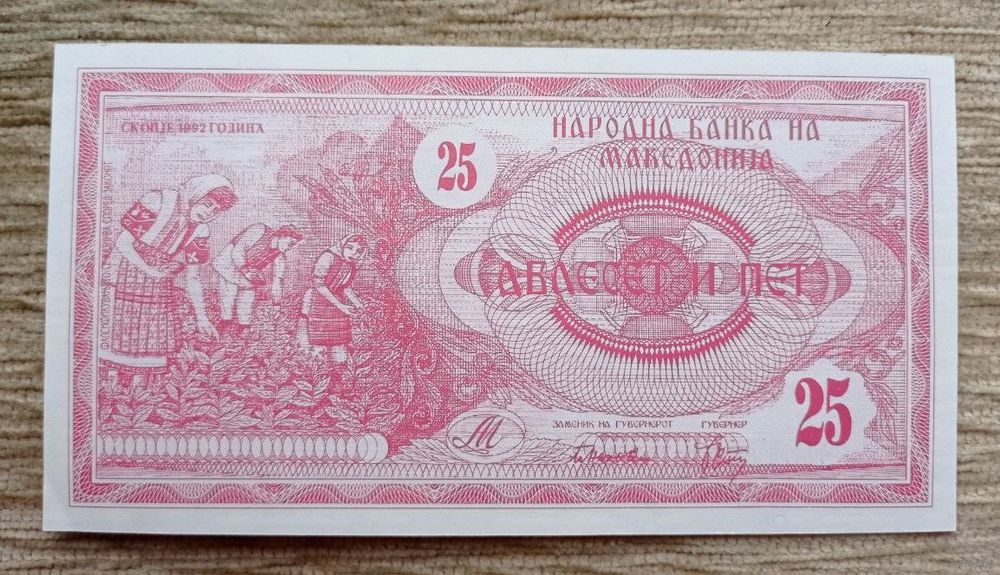 СКОПЈЕ 1992 ГОДИНА
25
НАРОДНА БАНКА НА
МАКЕДОНИЈА
ДВАЕСЕТ И ПЕТ
25
ЗАМЕНИК НА ГУВЕРНЕРОТ
ГУВЕРНЕР
М